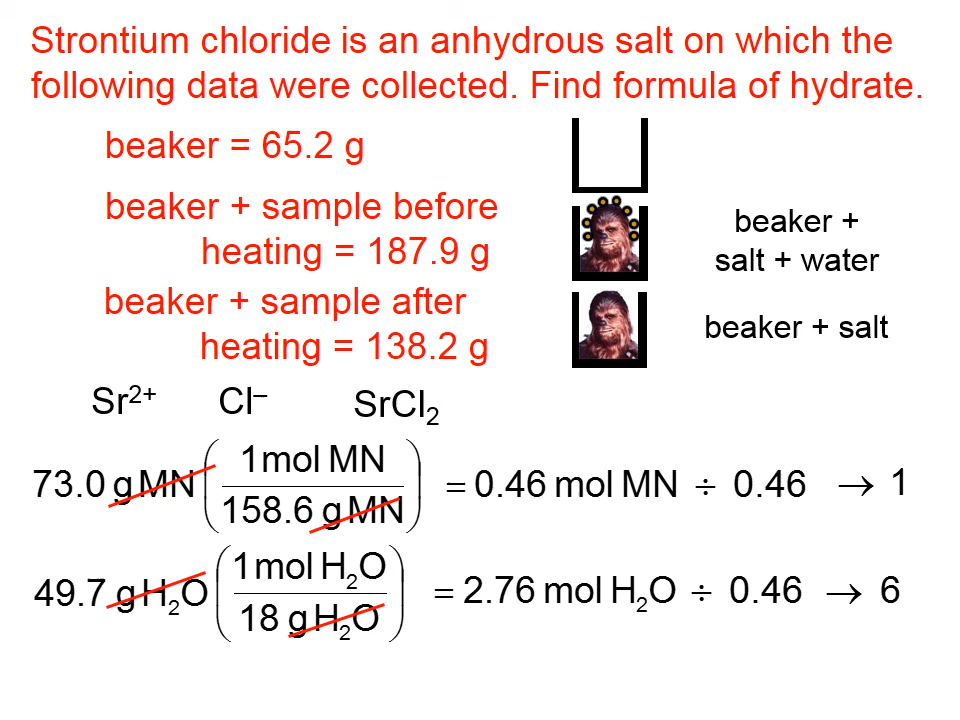 Strontium chloride is an anhydrous salt on which the
following data were collected. Find formula of hydrate.
beaker = 65.2 g
beaker + sample before
heating = 187.9 g
beaker +
salt + water
beaker + sample after
heating = 138.2 g
beaker + salt
Sr²⁺ Cl⁻ SrCl₂
73.0 g MN (1 mol MN / 158.6 g MN) = 0.46 mol MN ÷ 0.46 → 1
49.7 g H₂O (1 mol H₂O / 18 g H₂O) = 2.76 mol H₂O ÷ 0.46 → 6